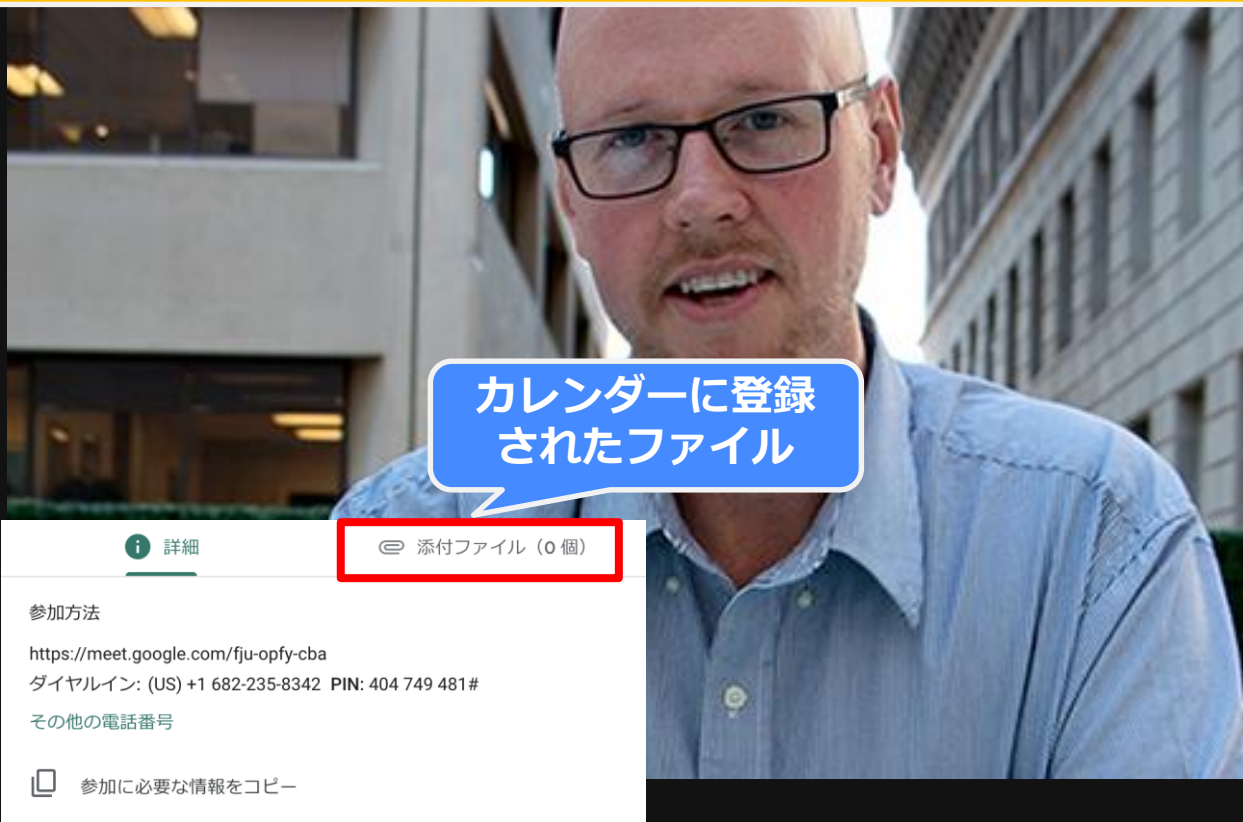 カレンダーに登録
されたファイル
詳細
添付ファイル（0 個）
参加方法
https://meet.google.com/fju-opfy-cba
ダイヤルイン: (US) +1 682-235-8342 PIN: 404 749 481#
その他の電話番号
参加に必要な情報をコピー